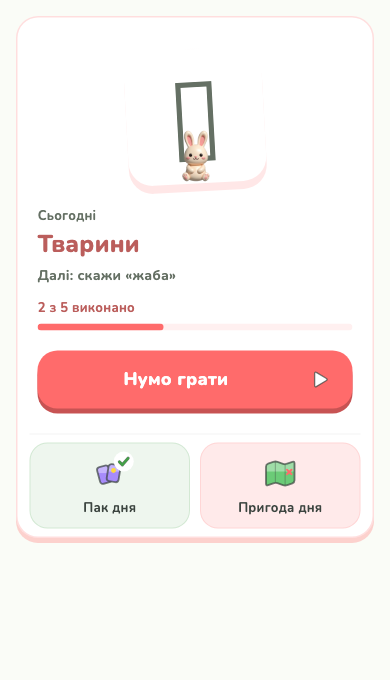 Сьогодні
Тварини
Далі: скажи «жаба»
2 з 5 виконано
Нумо грати
Пак дня
Пригода дня